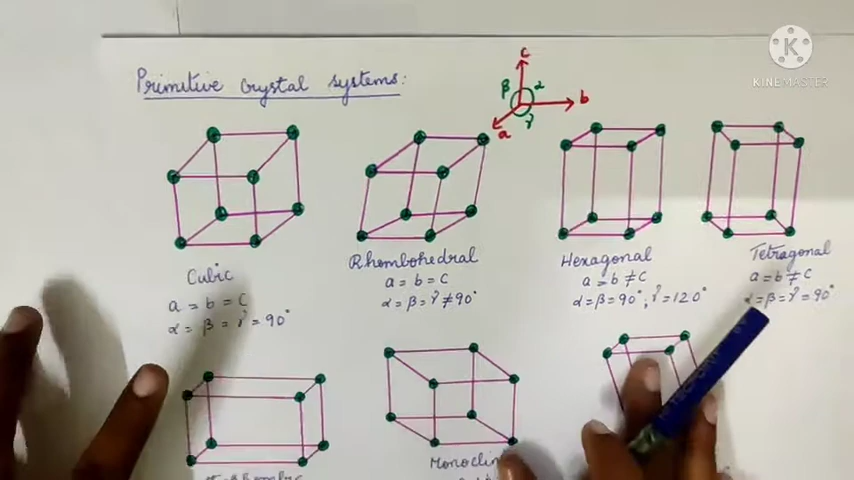 KINEMASTER
Primitive crystal systems:
c
β α
b
a γ
Cubic
a = b = c
α = β = γ = 90°
Rhombohedral
a = b = c
α = β = γ ≠ 90°
Hexagonal
a = b ≠ c
α = β = 90°; γ = 120°
Tetragonal
a = b ≠ c
α = β = γ = 90°